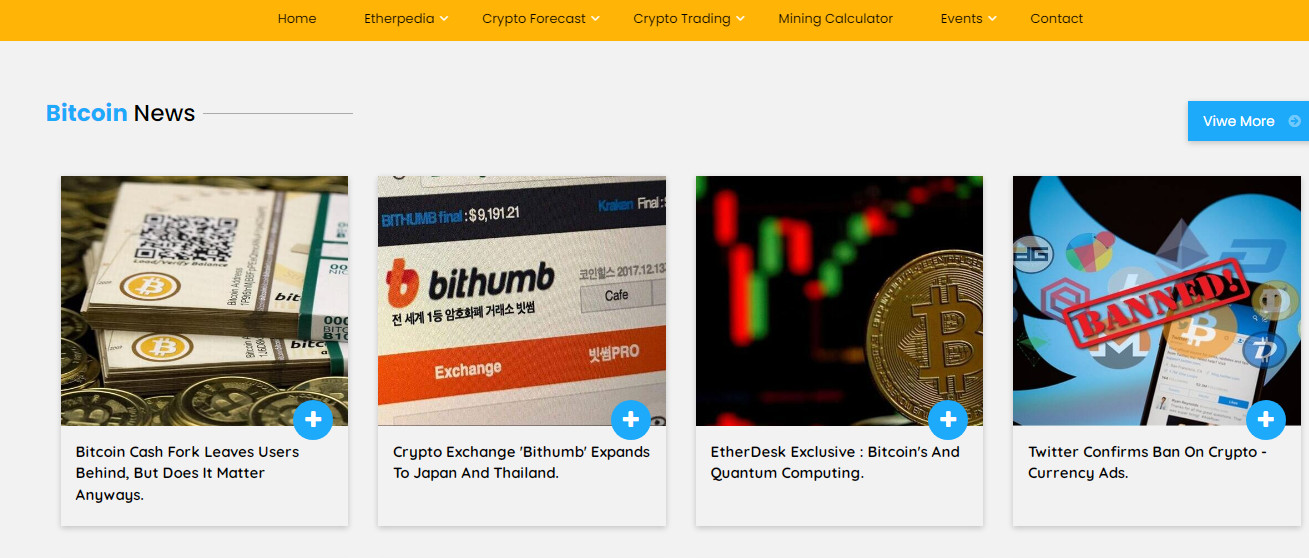 Home Etherpedia Crypto Forecast Crypto Trading Mining Calculator Events Contact
Bitcoin News
Viwe More
Load/Verify Balance
Bitcoin Address
BITHUMB final : $9,191.21
Kraken Final :
bithumb
코인힐스 2017.12.13
전 세계 1등 암호화폐 거래소 빗썸
Cafe
Exchange
빗썸PRO
BANNED!
Bitcoin Cash Fork Leaves Users
Behind, But Does It Matter
Anyways.
Crypto Exchange 'Bithumb' Expands
To Japan And Thailand.
EtherDesk Exclusive : Bitcoin's And
Quantum Computing.
Twitter Confirms Ban On Crypto -
Currency Ads.